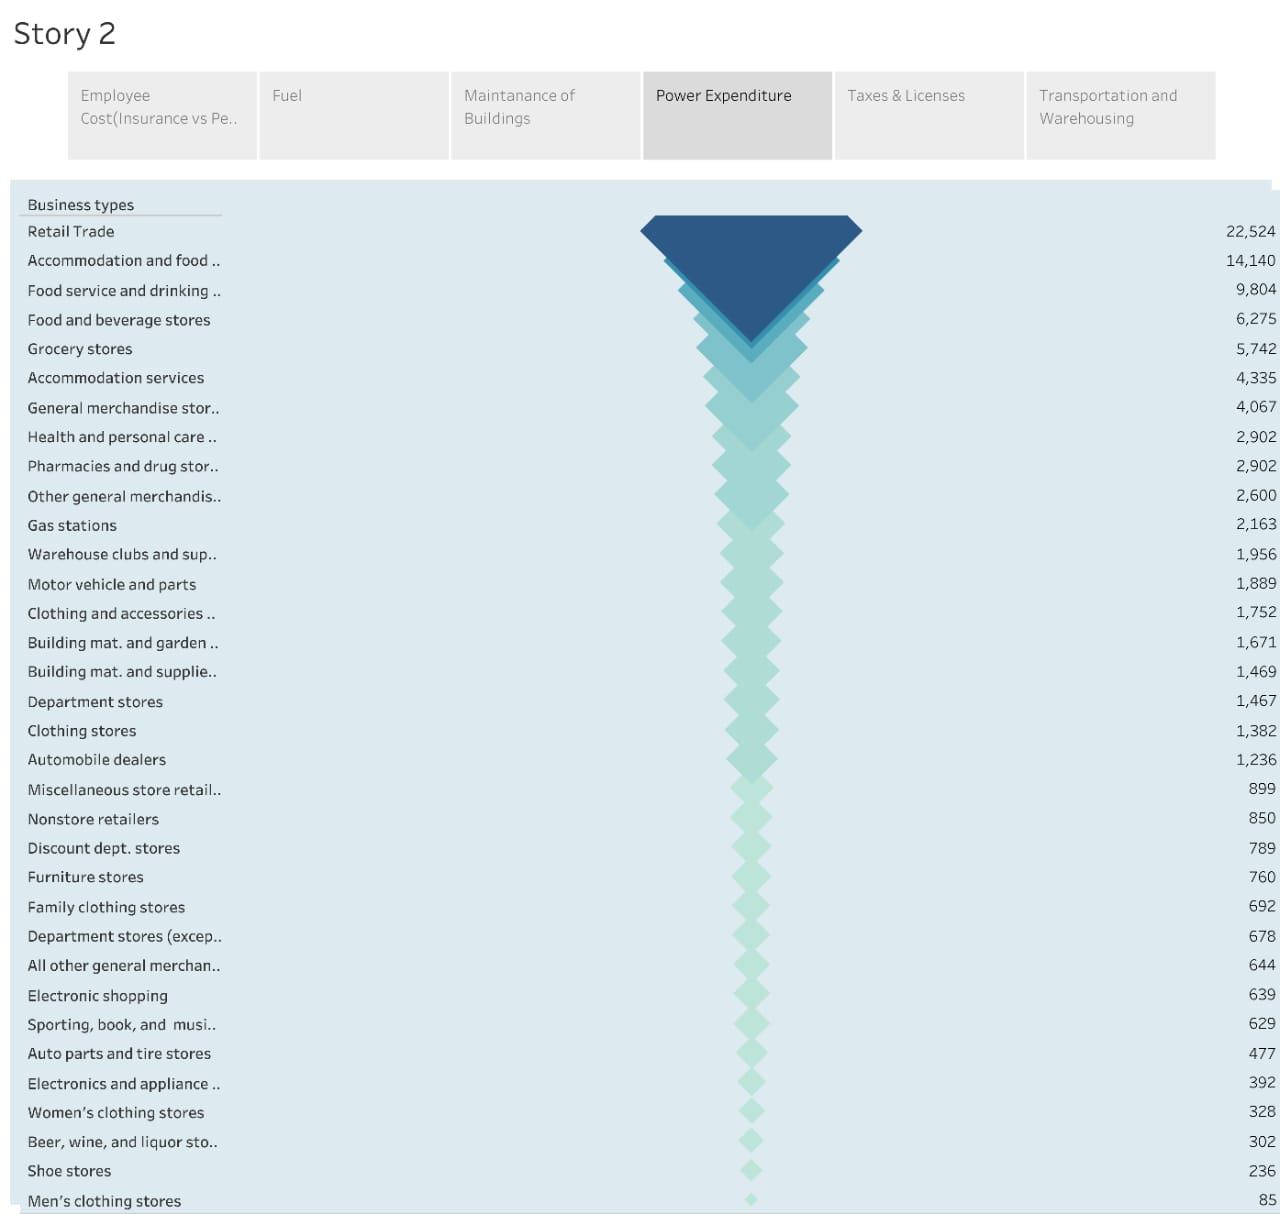 Story 2
Employee
Cost(Insurance vs Pe..
Fuel
Maintanance of
Buildings
Power Expenditure
Taxes & Licenses
Transportation and
Warehousing
Business types
Retail Trade 22,524
Accommodation and food .. 14,140
Food service and drinking .. 9,804
Food and beverage stores 6,275
Grocery stores 5,742
Accommodation services 4,335
General merchandise stor.. 4,067
Health and personal care .. 2,902
Pharmacies and drug stor.. 2,902
Other general merchandis.. 2,600
Gas stations 2,163
Warehouse clubs and sup.. 1,956
Motor vehicle and parts 1,889
Clothing and accessories .. 1,752
Building mat. and garden .. 1,671
Building mat. and supplie.. 1,469
Department stores 1,467
Clothing stores 1,382
Automobile dealers 1,236
Miscellaneous store retail.. 899
Nonstore retailers 850
Discount dept. stores 789
Furniture stores 760
Family clothing stores 692
Department stores (excep.. 678
All other general merchan.. 644
Electronic shopping 639
Sporting, book, and musi.. 629
Auto parts and tire stores 477
Electronics and appliance .. 392
Women's clothing stores 328
Beer, wine, and liquor sto.. 302
Shoe stores 236
Men's clothing stores 85